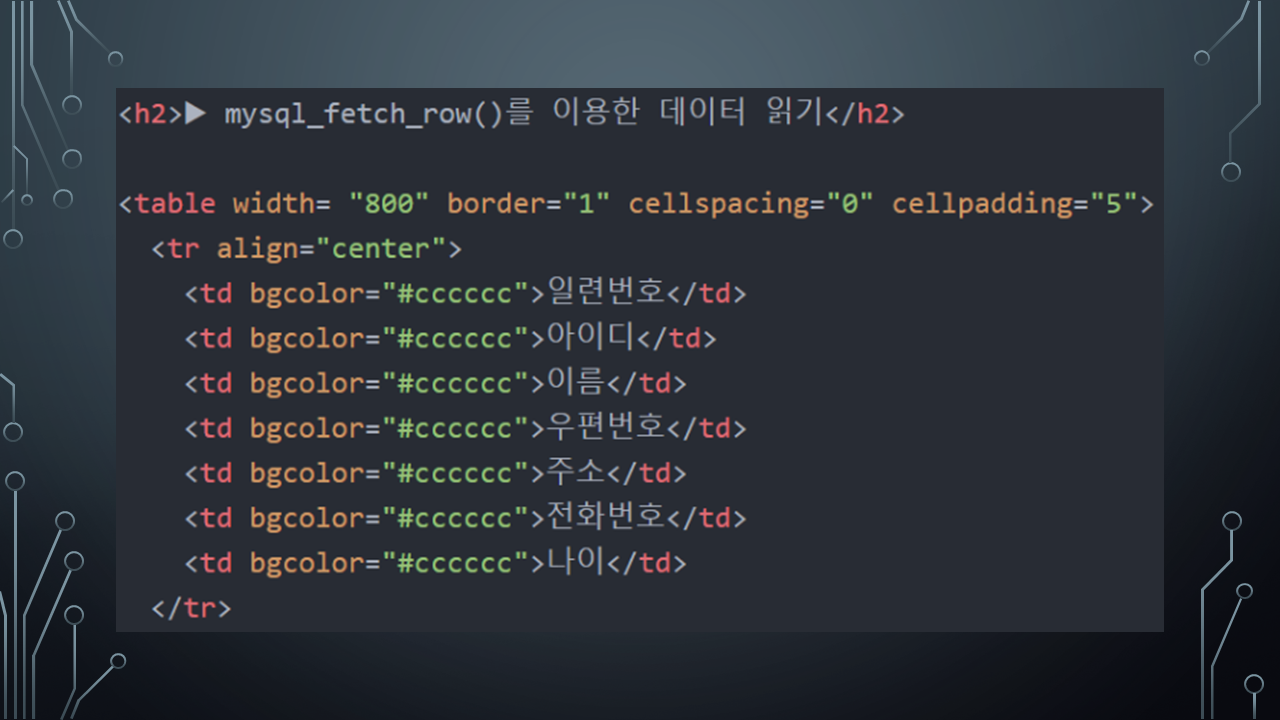 <h2>▶ mysql_fetch_row()를 이용한 데이터 읽기</h2>
<table width= "800" border="1" cellspacing="0" cellpadding="5">
<tr align="center">
<td bgcolor="#cccccc">일련번호</td>
<td bgcolor="#cccccc">아이디</td>
<td bgcolor="#cccccc">이름</td>
<td bgcolor="#cccccc">우편번호</td>
<td bgcolor="#cccccc">주소</td>
<td bgcolor="#cccccc">전화번호</td>
<td bgcolor="#cccccc">나이</td>
</tr>